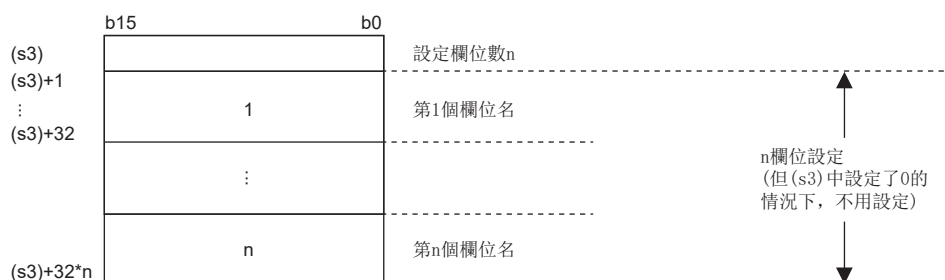 b15 b0
(s3) 設定欄位數n
(s3)+1
⋮ 1 第1個欄位名
(s3)+32
⋮
n欄位設定
(但(s3)中設定了0的
情況下，不用設定)
n 第n個欄位名
(s3)+32*n